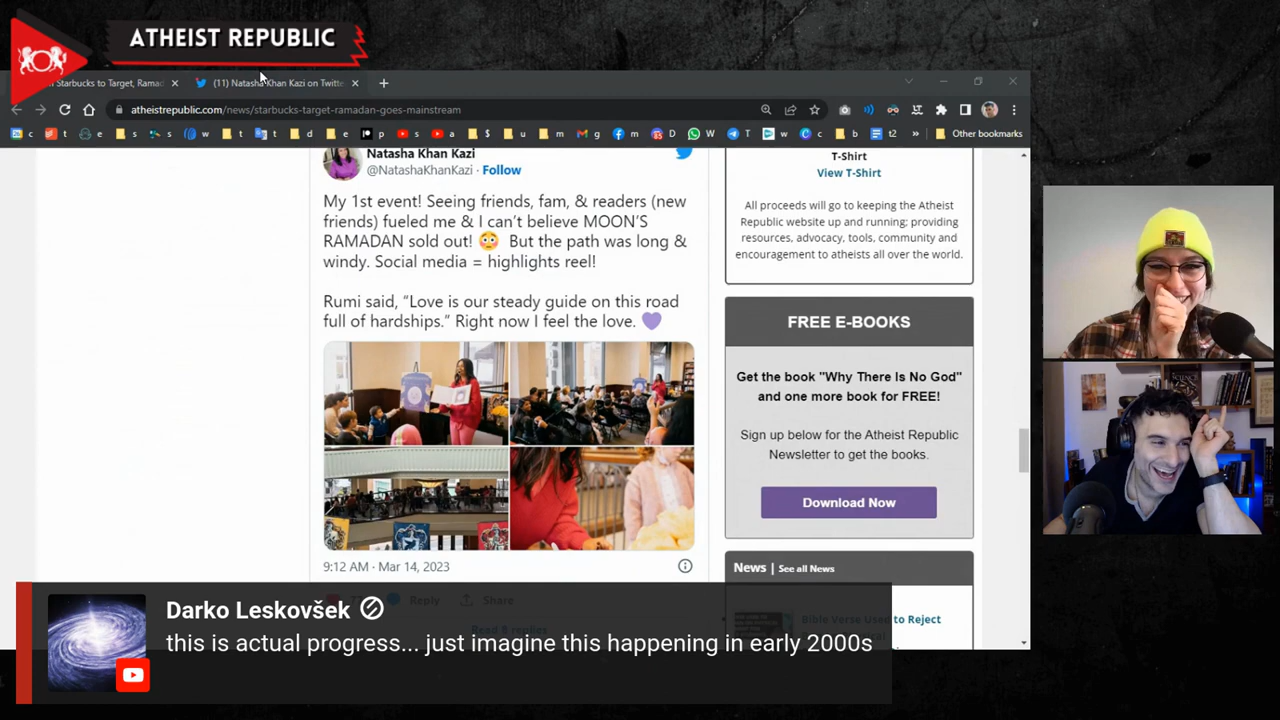 ATHEIST REPUBLIC
Starbucks to Target, Ramad
(11) Natasha Khan Kazi on Twitte
atheistrepublic.com/news/starbucks-target-ramadan-goes-mainstream
c t e s s w t t d e p s a $ u m g m D W T w c b t2 » Other bookmarks
Natasha Khan Kazi
@NatashaKhanKazi · Follow
My 1st event! Seeing friends, fam, & readers (new
friends) fueled me & I can't believe MOON'S
RAMADAN sold out! 😳 But the path was long &
windy. Social media = highlights reel!
Rumi said, “Love is our steady guide on this road
full of hardships.” Right now I feel the love. 💜
9:12 AM · Mar 14, 2023
Reply Share
Read 9 replies
T-Shirt
View T-Shirt
All proceeds will go to keeping the Atheist
Republic website up and running; providing
resources, advocacy, tools, community and
encouragement to atheists all over the world.
FREE E-BOOKS
Get the book "Why There Is No God"
and one more book for FREE!
Sign up below for the Atheist Republic
Newsletter to get the books.
Download Now
News | See all News
Bible Verse Used to Reject
Darko Leskovšek
this is actual progress... just imagine this happening in early 2000s